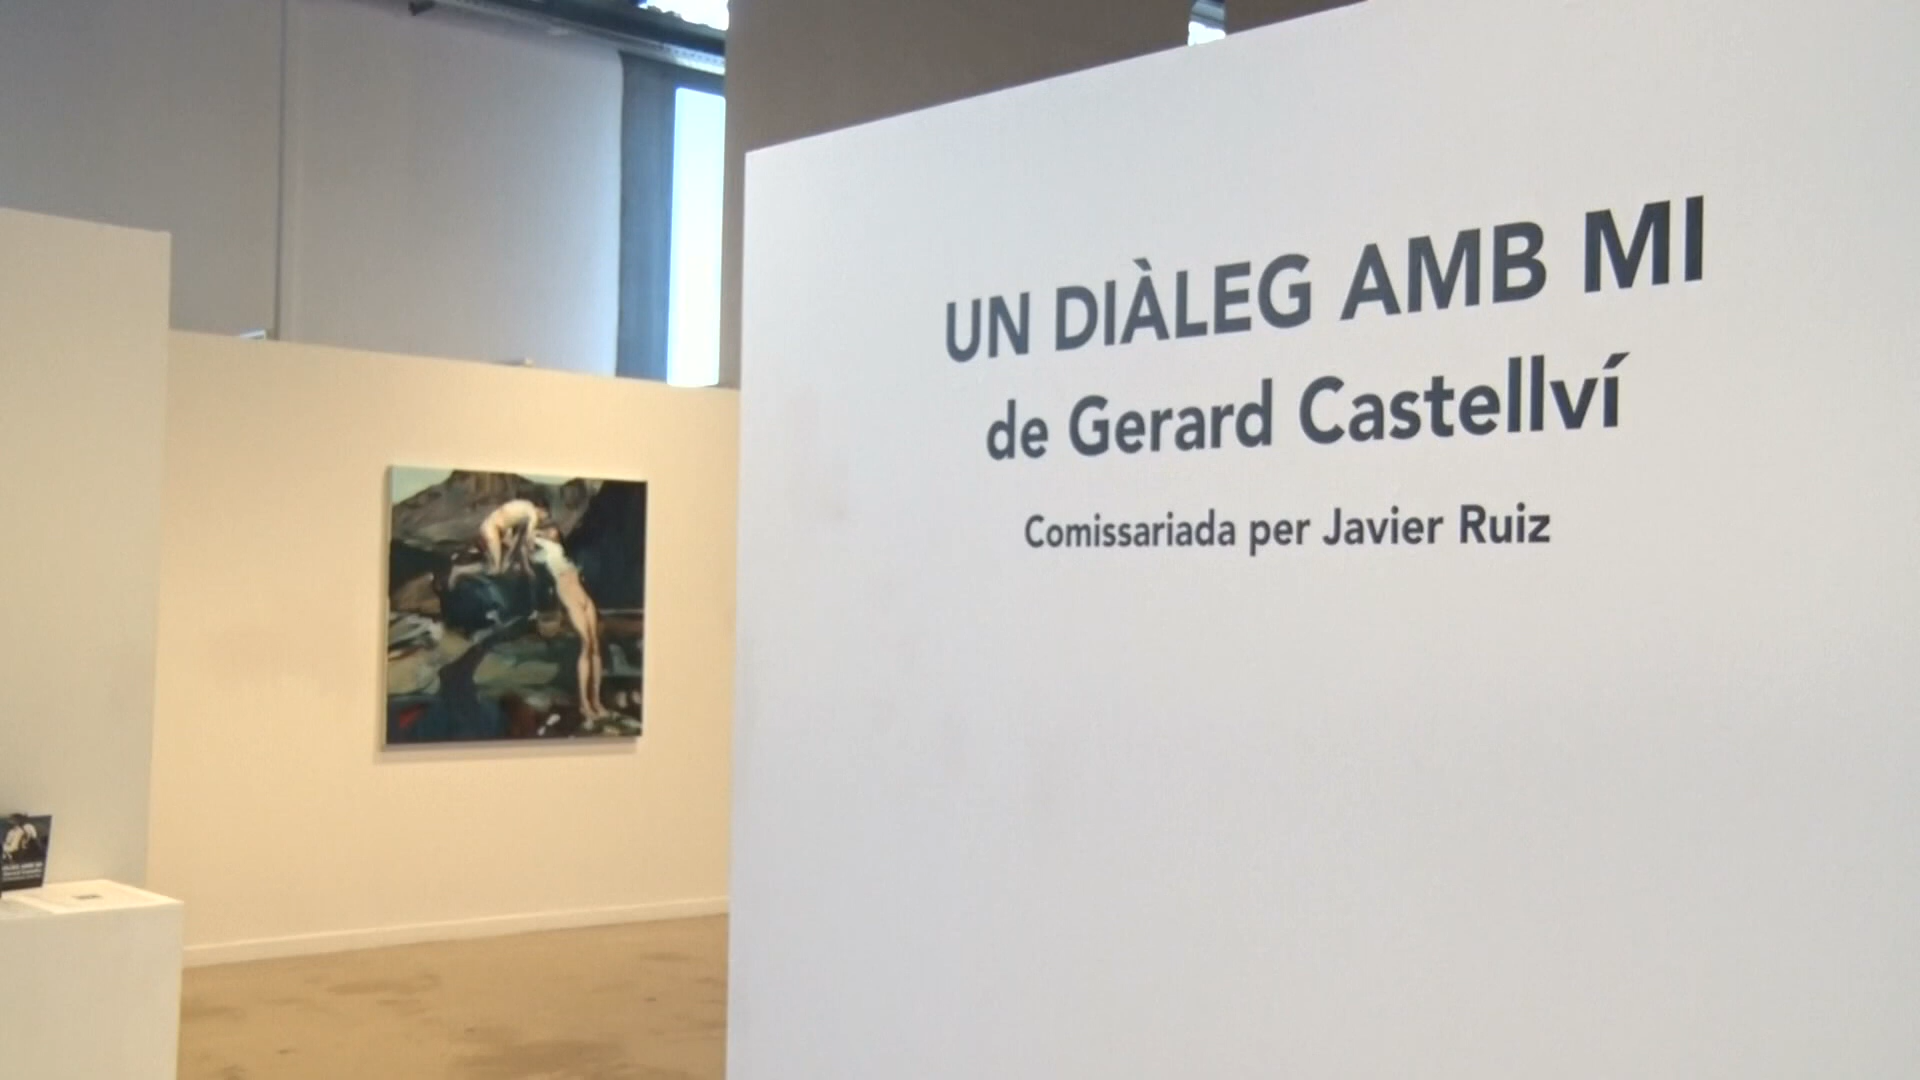 UN DIÀLEG AMB MI
de Gerard Castellví
Comissariada per Javier Ruiz